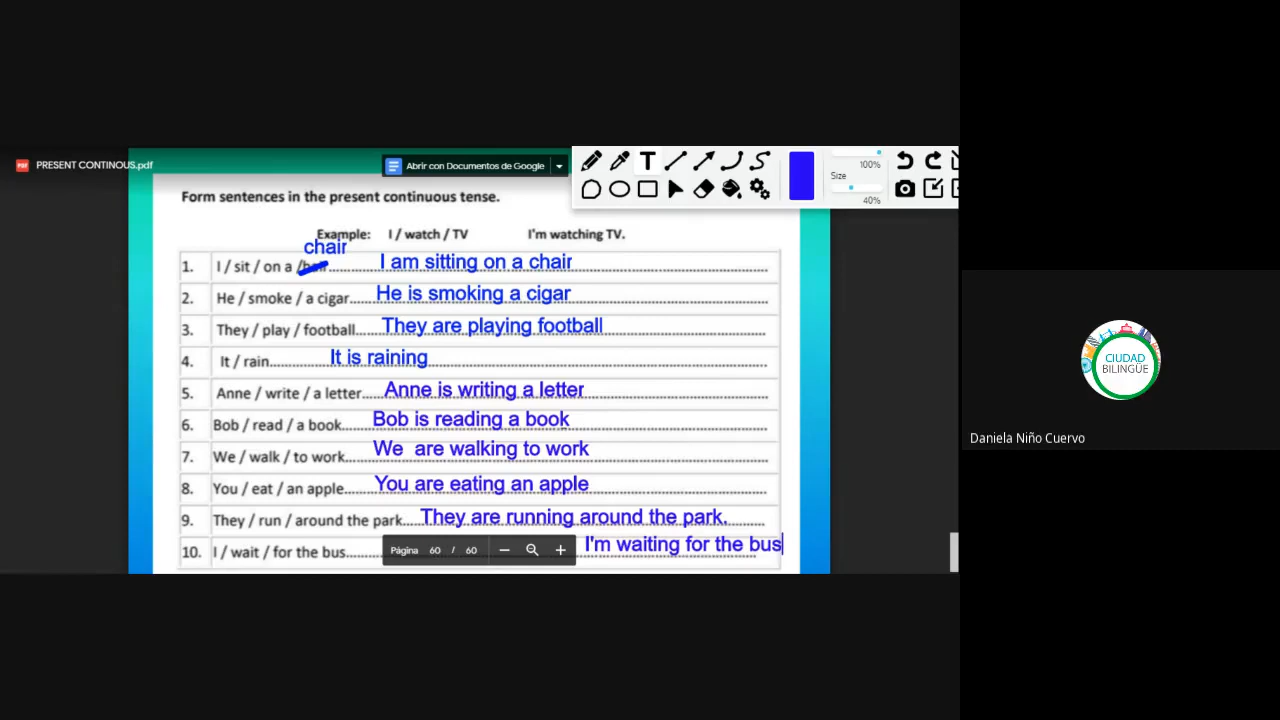 PRESENT CONTINOUS.pdf
Abrir con Documentos de Google
100%
Size
40%
Form sentences in the present continuous tense.
Example: I / watch / TV I'm watching TV.
chair
1. I / sit / on a / I am sitting on a chair
2. He / smoke / a cigar...... He is smoking a cigar
3. They / play / football...... They are playing football
4. It / rain...... It is raining
5. Anne / write / a letter...... Anne is writing a letter
6. Bob / read / a book...... Bob is reading a book
7. We / walk / to work...... We are walking to work
8. You / eat / an apple...... You are eating an apple
9. They / run / around the park...... They are running around the park.
10. I / wait / for the bus...... I'm waiting for the bus
Página 60 / 60
CIUDAD
BILINGÜE
Daniela Niño Cuervo